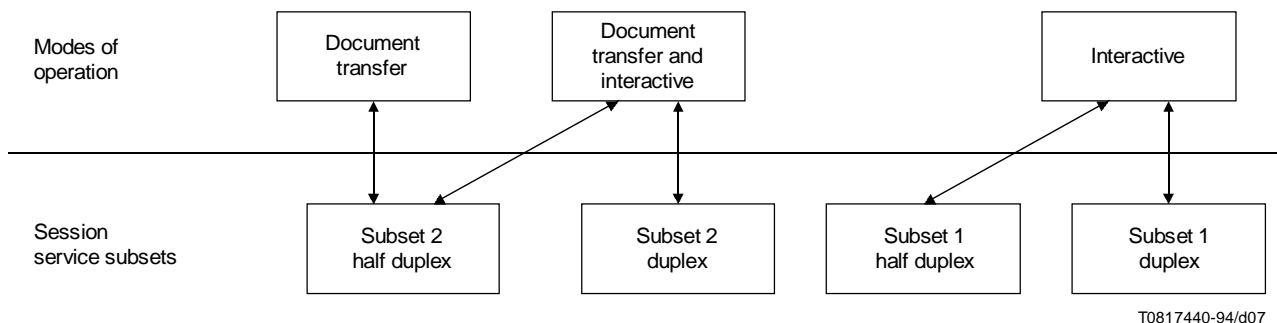 Modes of
operation
Document
transfer
Document
transfer and
interactive
Interactive
Session
service subsets
Subset 2
half duplex
Subset 2
duplex
Subset 1
half duplex
Subset 1
duplex
T0817440-94/d07